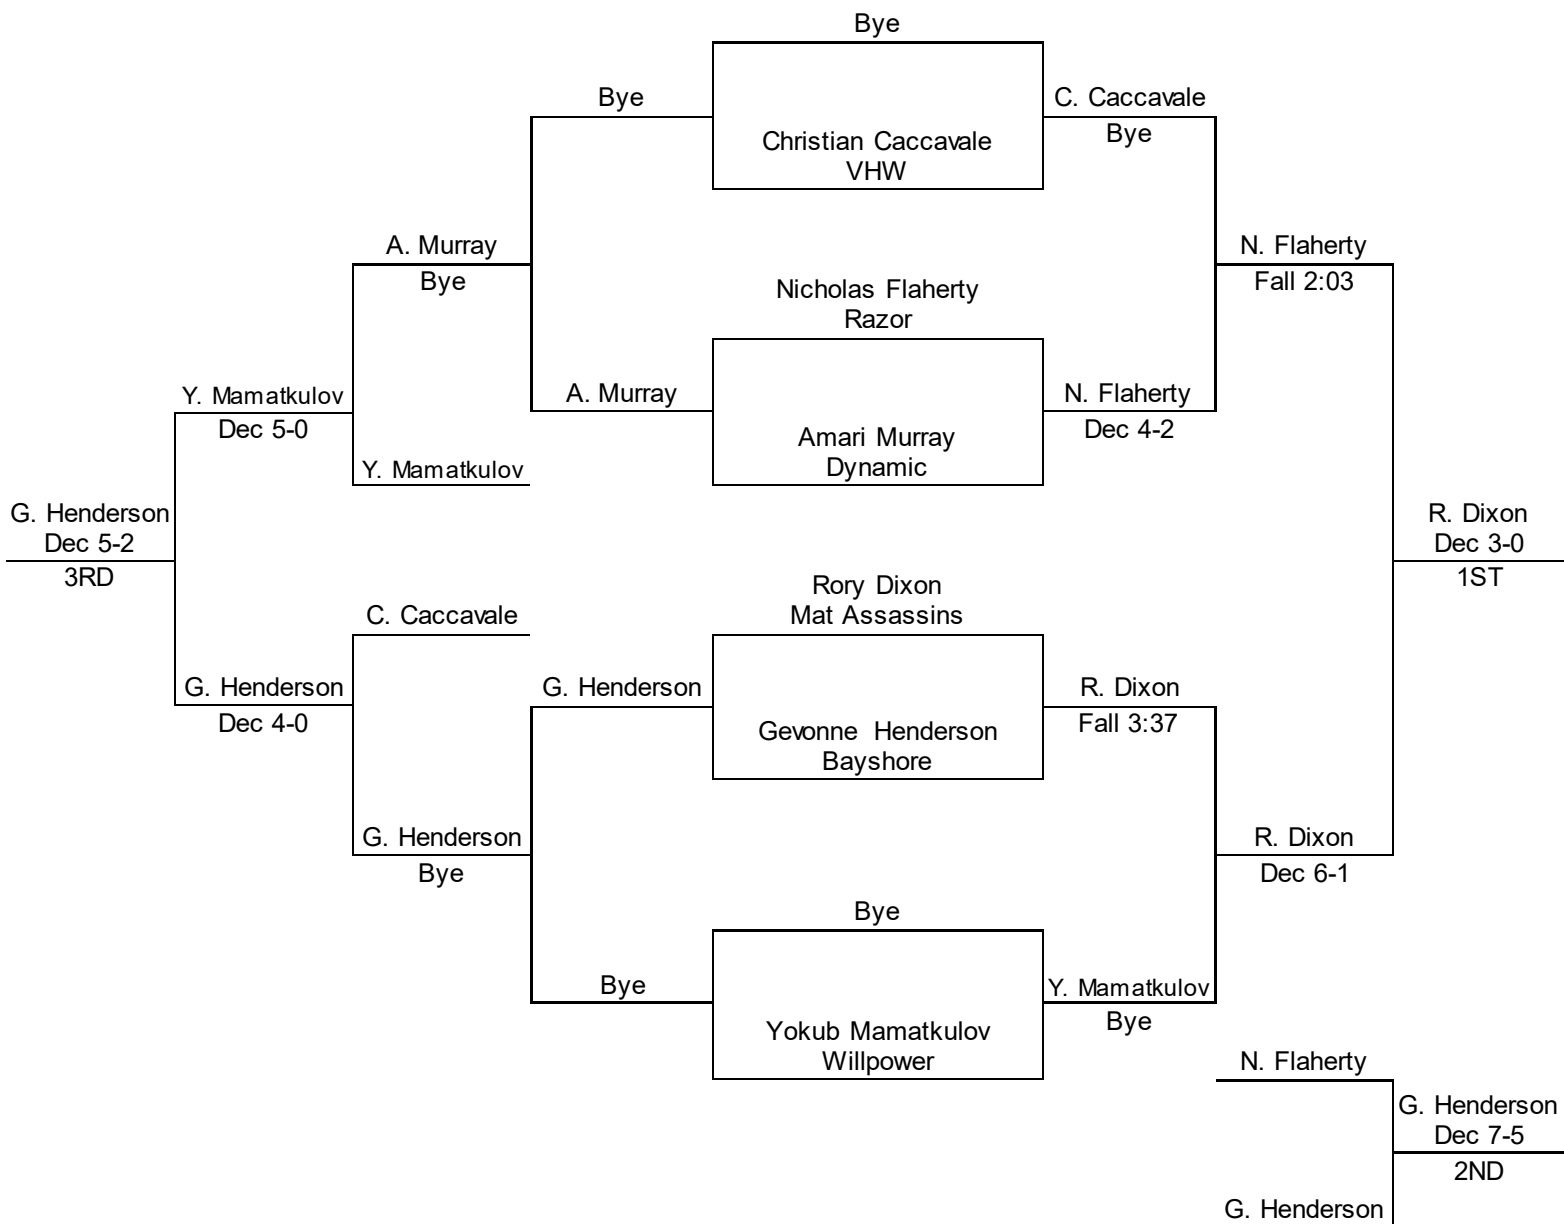 Bye
Bye
C. Caccavale
Bye
Christian Caccavale
VHW
A. Murray
Bye
N. Flaherty
Fall 2:03
Nicholas Flaherty
Razor
Y. Mamatkulov
Dec 5-0
A. Murray
N. Flaherty
Dec 4-2
Amari Murray
Dynamic
Y. Mamatkulov
G. Henderson
Dec 5-2
3RD
R. Dixon
Dec 3-0
1ST
Rory Dixon
Mat Assassins
C. Caccavale
G. Henderson
Dec 4-0
G. Henderson
R. Dixon
Fall 3:37
Gevonne Henderson
Bayshore
G. Henderson
Bye
R. Dixon
Dec 6-1
Bye
Bye
Y. Mamatkulov
Bye
Yokub Mamatkulov
Willpower
N. Flaherty
G. Henderson
Dec 7-5
2ND
G. Henderson